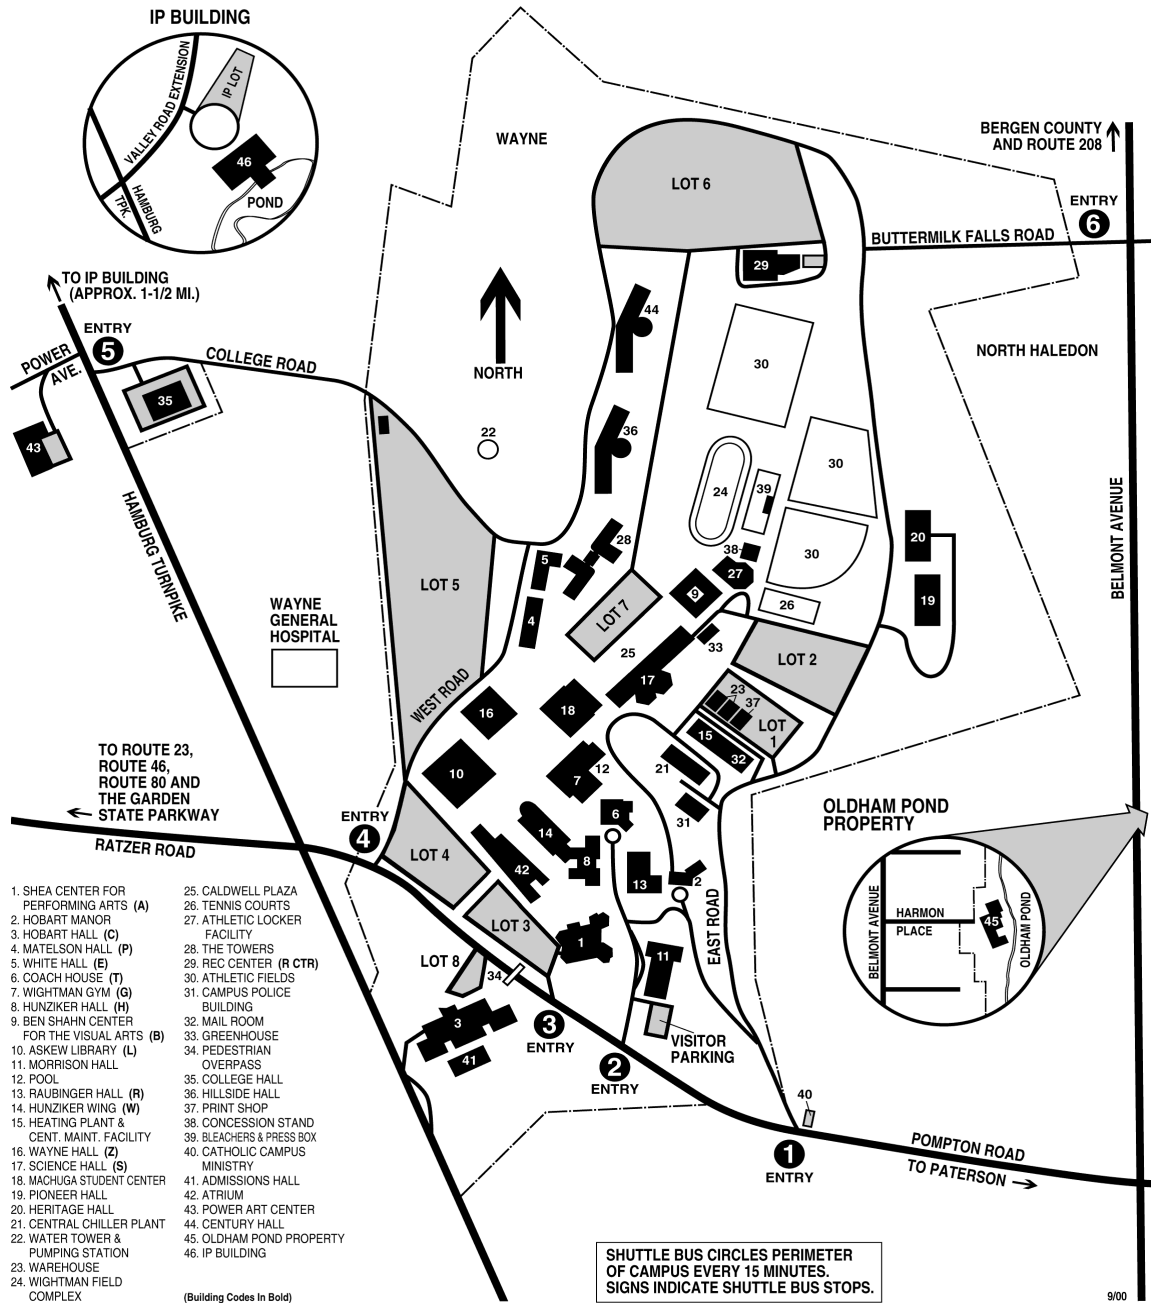 IP BUILDING
VALLEY ROAD EXTENSION
IP LOT
HAMBURG
TPK.
46
POND
WAYNE
BERGEN COUNTY
AND ROUTE 208
LOT 6
ENTRY
6
BUTTERMILK FALLS ROAD
29
TO IP BUILDING
(APPROX. 1-1/2 MI.)
44
ENTRY
5
POWER
AVE.
COLLEGE ROAD
NORTH
30
NORTH HALEDON
35
43
22
36
30
24
39
HAMBURG TURNPIKE
BELMONT AVENUE
20
28
38
30
5
27
LOT 5
9
19
WAYNE
GENERAL
HOSPITAL
LOT 7
26
4
33
25
LOT 2
17
WEST ROAD
23
37
16
18
LOT
1
15
32
TO ROUTE 23,
ROUTE 46,
ROUTE 80 AND
THE GARDEN
STATE PARKWAY
10
12
21
7
OLDHAM POND
PROPERTY
ENTRY
4
6
31
14
RATZER ROAD
LOT 4
8
42
13
2
BELMONT AVENUE
HARMON
PLACE
45
OLDHAM POND
LOT 3
EAST ROAD
1
LOT 8
34
11
3
3
ENTRY
41
VISITOR
PARKING
2
ENTRY
40
1
ENTRY
POMPTON ROAD
TO PATERSON
1. SHEA CENTER FOR
PERFORMING ARTS (A)
2. HOBART MANOR
3. HOBART HALL (C)
4. MATELSON HALL (P)
5. WHITE HALL (E)
6. COACH HOUSE (T)
7. WIGHTMAN GYM (G)
8. HUNZIKER HALL (H)
9. BEN SHAHN CENTER
FOR THE VISUAL ARTS (B)
10. ASKEW LIBRARY (L)
11. MORRISON HALL
12. POOL
13. RAUBINGER HALL (R)
14. HUNZIKER WING (W)
15. HEATING PLANT &
CENT. MAINT. FACILITY
16. WAYNE HALL (Z)
17. SCIENCE HALL (S)
18. MACHUGA STUDENT CENTER
19. PIONEER HALL
20. HERITAGE HALL
21. CENTRAL CHILLER PLANT
22. WATER TOWER &
PUMPING STATION
23. WAREHOUSE
24. WIGHTMAN FIELD
COMPLEX
25. CALDWELL PLAZA
26. TENNIS COURTS
27. ATHLETIC LOCKER
FACILITY
28. THE TOWERS
29. REC CENTER (R CTR)
30. ATHLETIC FIELDS
31. CAMPUS POLICE
BUILDING
32. MAIL ROOM
33. GREENHOUSE
34. PEDESTRIAN
OVERPASS
35. COLLEGE HALL
36. HILLSIDE HALL
37. PRINT SHOP
38. CONCESSION STAND
39. BLEACHERS & PRESS BOX
40. CATHOLIC CAMPUS
MINISTRY
41. ADMISSIONS HALL
42. ATRIUM
43. POWER ART CENTER
44. CENTURY HALL
45. OLDHAM POND PROPERTY
46. IP BUILDING
(Building Codes In Bold)
SHUTTLE BUS CIRCLES PERIMETER
OF CAMPUS EVERY 15 MINUTES.
SIGNS INDICATE SHUTTLE BUS STOPS.
9/00